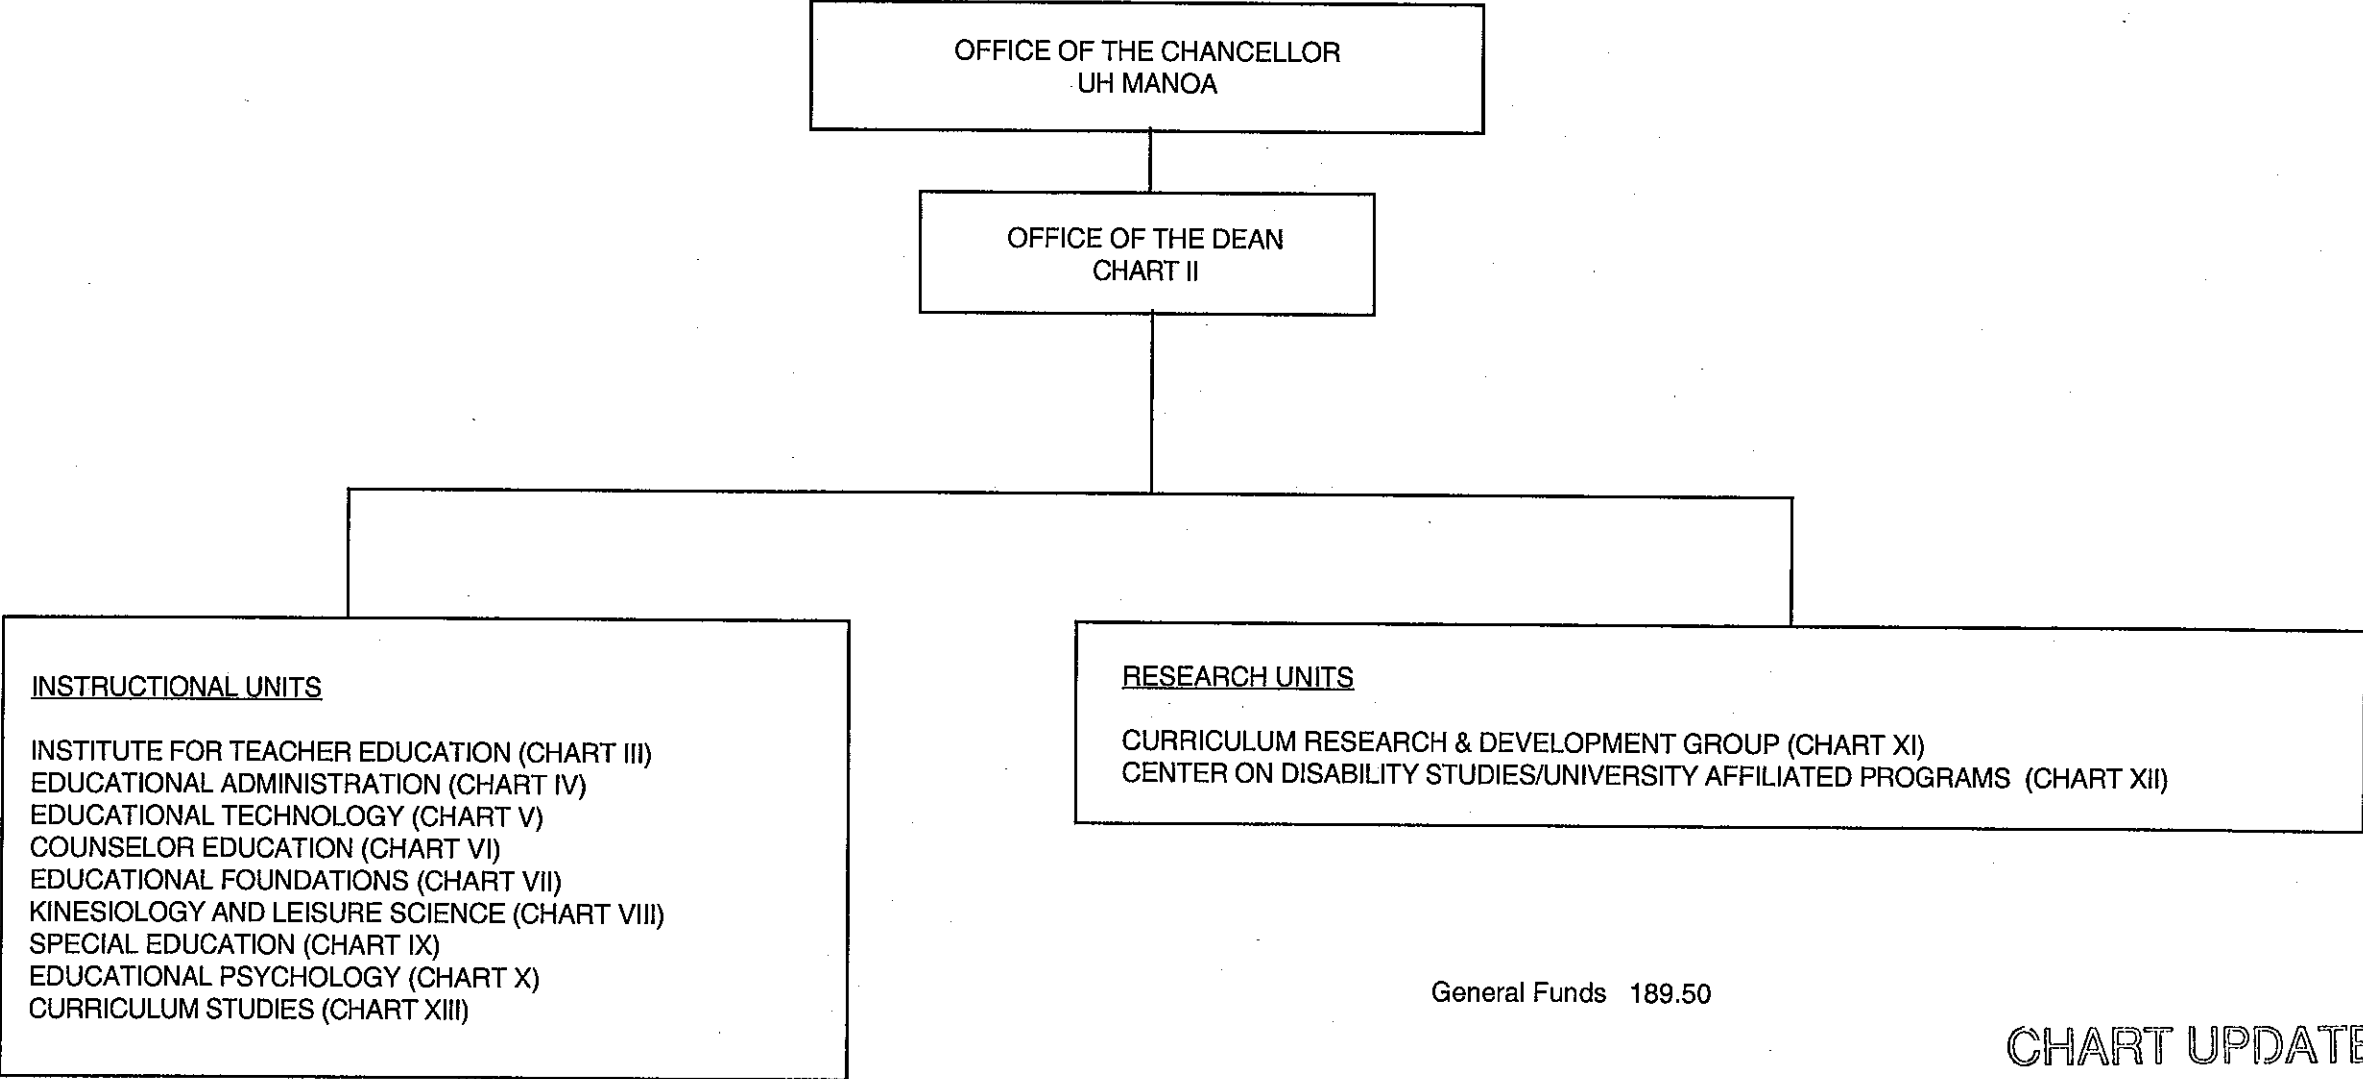 OFFICE OF THE CHANCELLOR
UH MANOA
OFFICE OF THE DEAN
CHART II
INSTRUCTIONAL UNITS
INSTITUTE FOR TEACHER EDUCATION (CHART III)
EDUCATIONAL ADMINISTRATION (CHART IV)
EDUCATIONAL TECHNOLOGY (CHART V)
COUNSELOR EDUCATION (CHART VI)
EDUCATIONAL FOUNDATIONS (CHART VII)
KINESIOLOGY AND LEISURE SCIENCE (CHART VIII)
SPECIAL EDUCATION (CHART IX)
EDUCATIONAL PSYCHOLOGY (CHART X)
CURRICULUM STUDIES (CHART XIII)
RESEARCH UNITS
CURRICULUM RESEARCH & DEVELOPMENT GROUP (CHART XI)
CENTER ON DISABILITY STUDIES/UNIVERSITY AFFILIATED PROGRAMS (CHART XII)
General Funds 189.50
CHART UPDATE